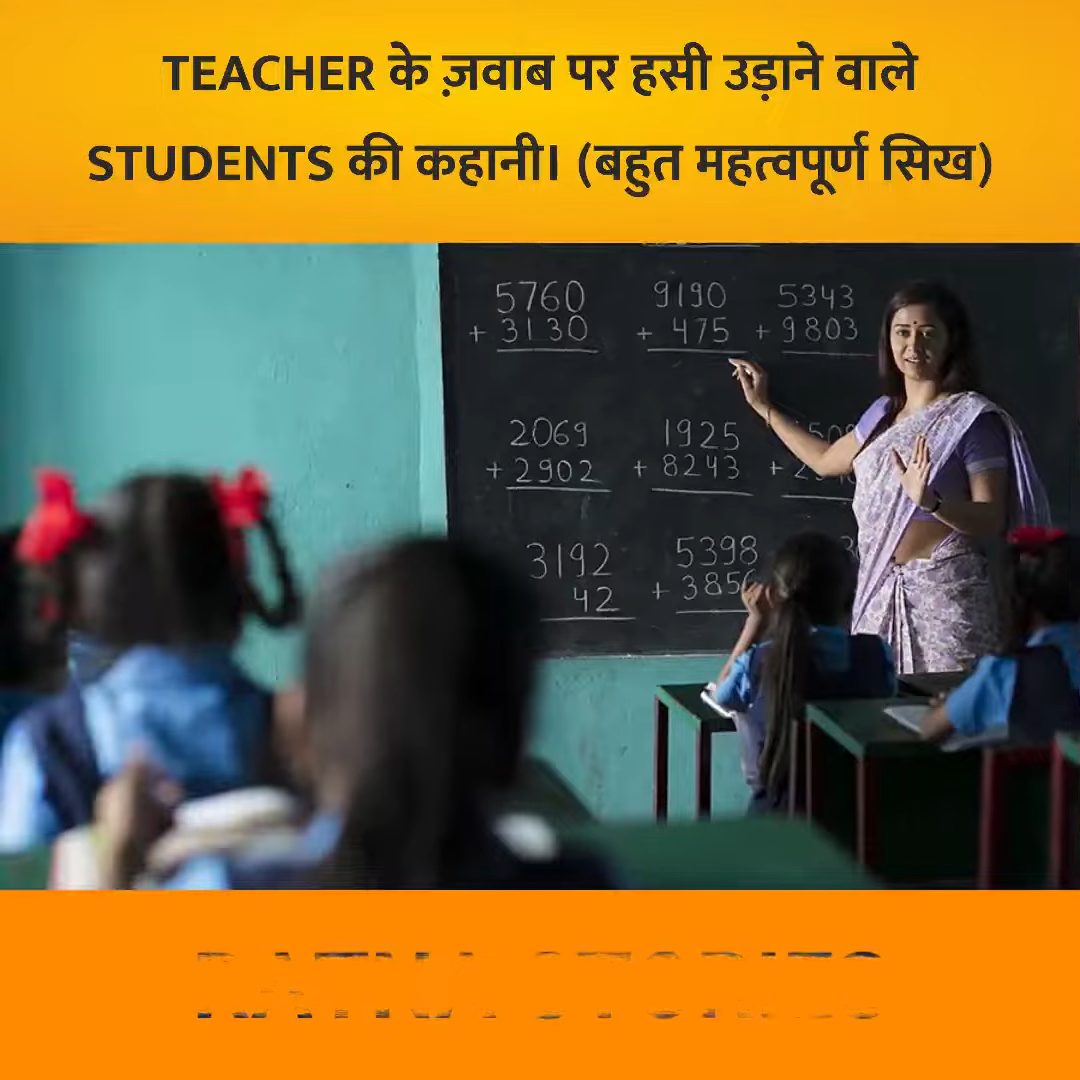 TEACHER के ज़वाब पर हसी उड़ाने वाले
STUDENTS की कहानी। (बहुत महत्वपूर्ण सिख)
5760 9190 5343
+ 3130 + 475 + 9803
2069 1925
+ 2902 + 8243 +
3192 5398
42 + 3856